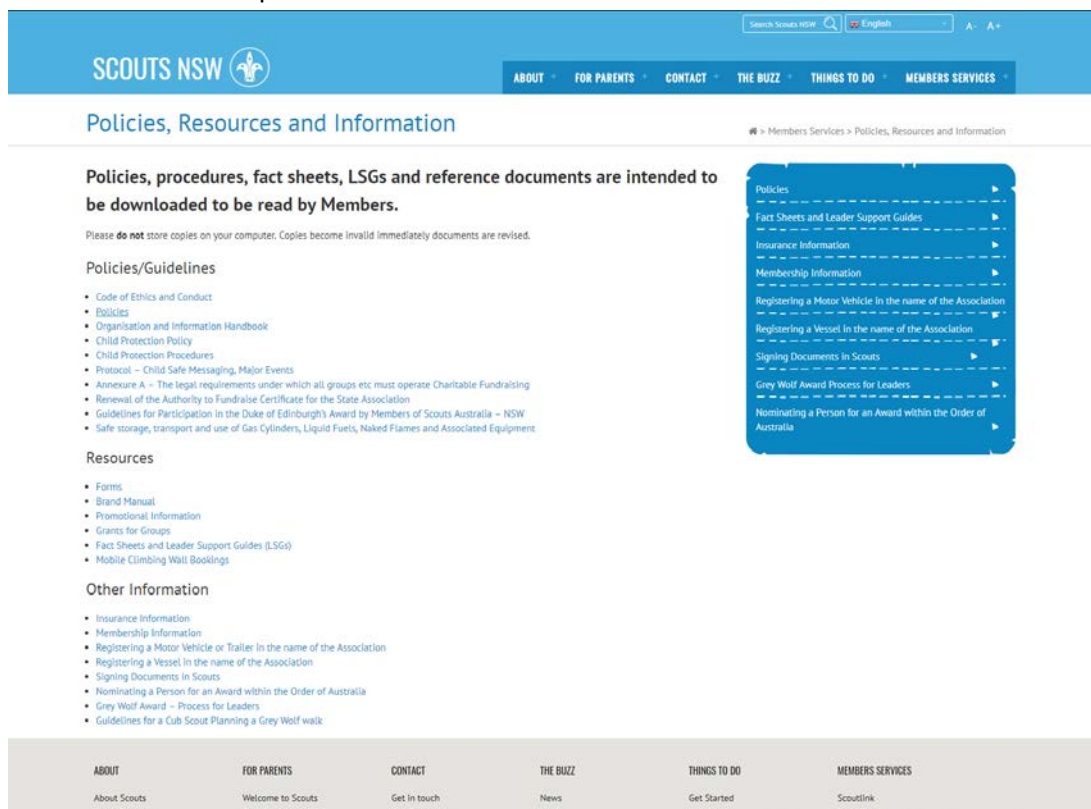 Search Scouts NSW
English
A- A+
SCOUTS NSW
ABOUT FOR PARENTS CONTACT THE BUZZ THINGS TO DO MEMBERS SERVICES
Policies, Resources and Information
> Members Services > Policies, Resources and Information
Policies, procedures, fact sheets, LSGs and reference documents are intended to
be downloaded to be read by Members.
Please do not store copies on your computer. Copies become invalid immediately documents are revised.
Policies/Guidelines
• Code of Ethics and Conduct
• Policies
• Organisation and Information Handbook
• Child Protection Policy
• Child Protection Procedures
• Protocol – Child Safe Messaging, Major Events
• Annexure A – The legal requirements under which all groups etc must operate Charitable Fundraising
• Renewal of the Authority to Fundraise Certificate for the State Association
• Guidelines for Participation in the Duke of Edinburgh's Award by Members of Scouts Australia – NSW
• Safe storage, transport and use of Gas Cylinders, Liquid Fuels, Naked Flames and Associated Equipment
Resources
• Forms
• Brand Manual
• Promotional Information
• Grants for Groups
• Fact Sheets and Leader Support Guides (LSGs)
• Mobile Climbing Wall Bookings
Other Information
• Insurance Information
• Membership Information
• Registering a Motor Vehicle or Trailer in the name of the Association
• Registering a Vessel in the name of the Association
• Signing Documents in Scouts
• Nominating a Person for an Award within the Order of Australia
• Grey Wolf Award – Process for Leaders
• Guidelines for a Cub Scout Planning a Grey Wolf walk
Policies
Fact Sheets and Leader Support Guides
Insurance Information
Membership Information
Registering a Motor Vehicle in the name of the Association
Registering a Vessel in the name of the Association
Signing Documents in Scouts
Grey Wolf Award Process for Leaders
Nominating a Person for an Award within the Order of
Australia
ABOUT FOR PARENTS CONTACT THE BUZZ THINGS TO DO MEMBERS SERVICES
About Scouts Welcome to Scouts Get in touch News Get Started Scoutlink